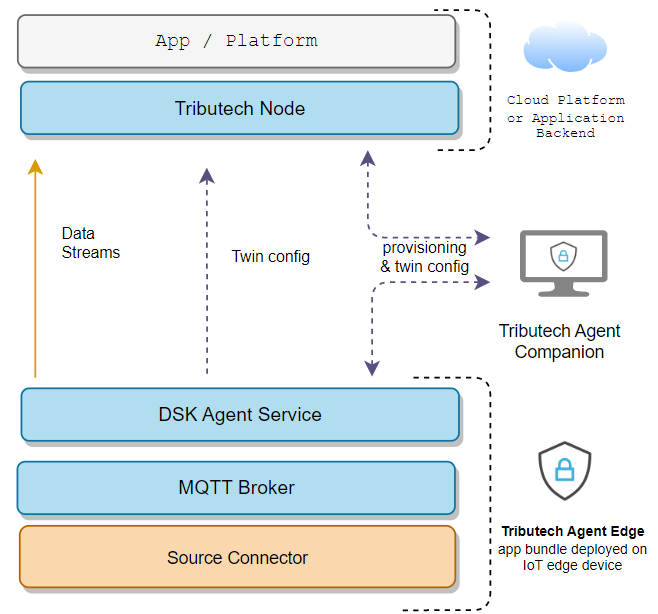 App / Platform
Tributech Node
Cloud Platform
or Application
Backend
Data
Streams
Twin config
provisioning
& twin config
Tributech Agent
Companion
DSK Agent Service
MQTT Broker
Source Connector
Tributech Agent Edge
app bundle deployed on
IoT edge device